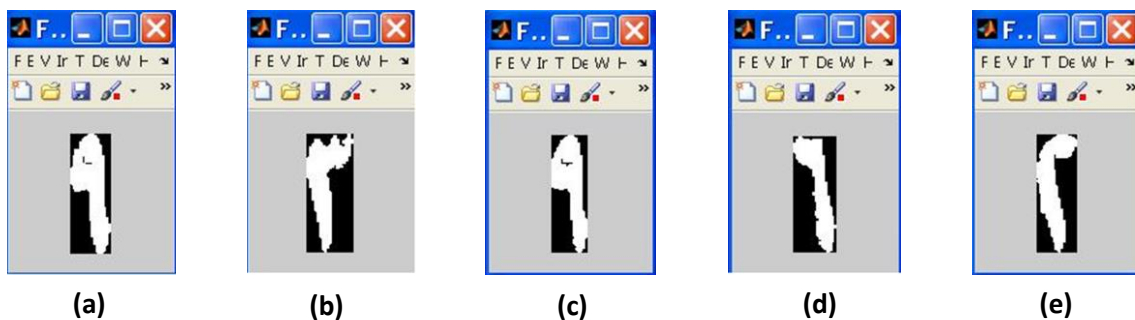 F.. F.. F.. F.. F..
F E V Ir T De W F E V Ir T De W F E V Ir T De W F E V Ir T De W F E V Ir T De W
(a) (b) (c) (d) (e)